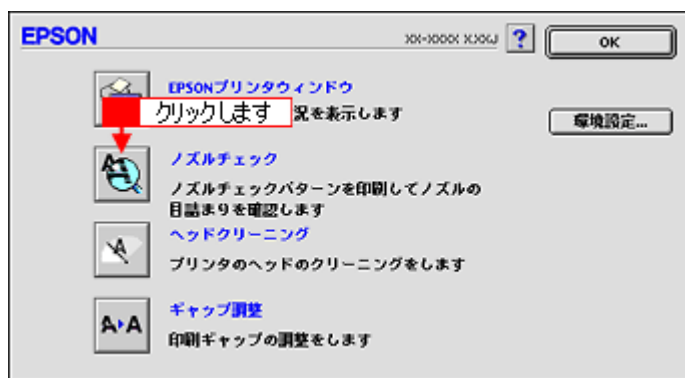 EPSON
XX-XXXX X.XXJ
?
OK
EPSONプリンタウィンドウ
クリックします
況を表示します
環境設定...
ノズルチェック
ノズルチェックパターンを印刷してノズルの
目詰まりを確認します
ヘッドクリーニング
プリンタのヘッドのクリーニングをします
A▸A
ギャップ調整
印刷ギャップの調整をします